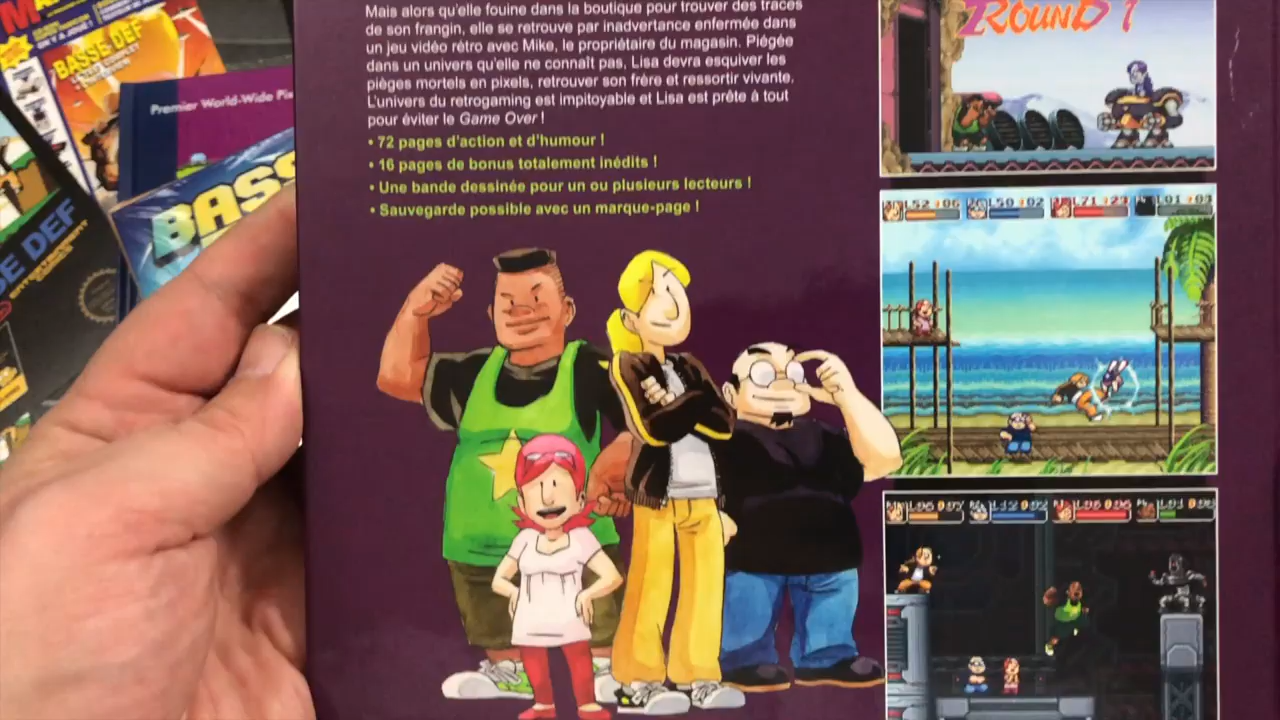 Mais alors qu'elle fouine dans la boutique pour trouver des traces
de son frangin, elle se retrouve par inadvertance enfermée dans
un jeu vidéo rétro avec Mike, le propriétaire du magasin. Piégée
dans un univers qu'elle ne connaît pas, Lisa devra esquiver les
pièges mortels en pixels, retrouver son frère et ressortir vivante.
L'univers du retrogaming est impitoyable et Lisa est prête à tout
pour éviter le Game Over !
• 72 pages d'action et d'humour !
• 16 pages de bonus totalement inédits !
• Une bande dessinée pour un ou plusieurs lecteurs !
• Sauvegarde possible avec un marque-page !
ROUND 1
BASSE DEF
Premier World-Wide Pix
BASS
DE DEF
ENTERTAINMENT